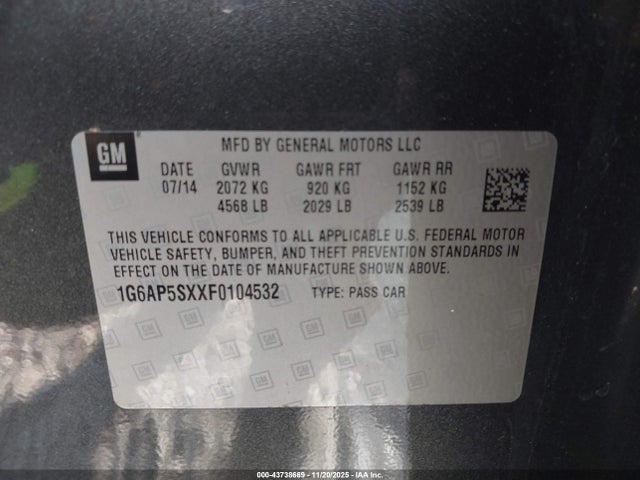 GM
MFD BY GENERAL MOTORS LLC
DATE GVWR GAWR FRT GAWR RR
07/14 2072 KG 920 KG 1152 KG
4568 LB 2029 LB 2539 LB
THIS VEHICLE CONFORMS TO ALL APPLICABLE U.S. FEDERAL MOTOR
VEHICLE SAFETY, BUMPER, AND THEFT PREVENTION STANDARDS IN
EFFECT ON THE DATE OF MANUFACTURE SHOWN ABOVE.
1G6AP5SXXF0104532 TYPE: PASS CAR
000-43738669 - 11/20/2025 - IAA Inc.